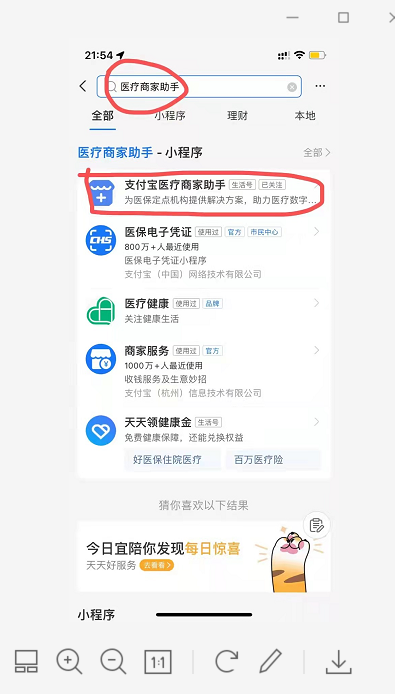 21:54
医疗商家助手
全部 小程序 理财 本地
医疗商家助手 - 小程序 全部
支付宝医疗商家助手 生活号 已关注
为医保定点机构提供解决方案，助力医疗数字...
医保电子凭证 使用过 官方 市民中心
800万+人最近使用
医保电子凭证小程序
支付宝（中国）网络技术有限公司
医疗健康 使用过 品牌
关注健康生活
商家服务 使用过 官方
1000万+人最近使用
收钱服务及生意妙招
支付宝（杭州）信息技术有限公司
天天领健康金 生活号
免费健康保障，还能兑换权益
好医保住院医疗 百万医疗险
猜你喜欢以下结果
今日宜陪你发现每日惊喜
天天好服务 去看看>
小程序
1:1